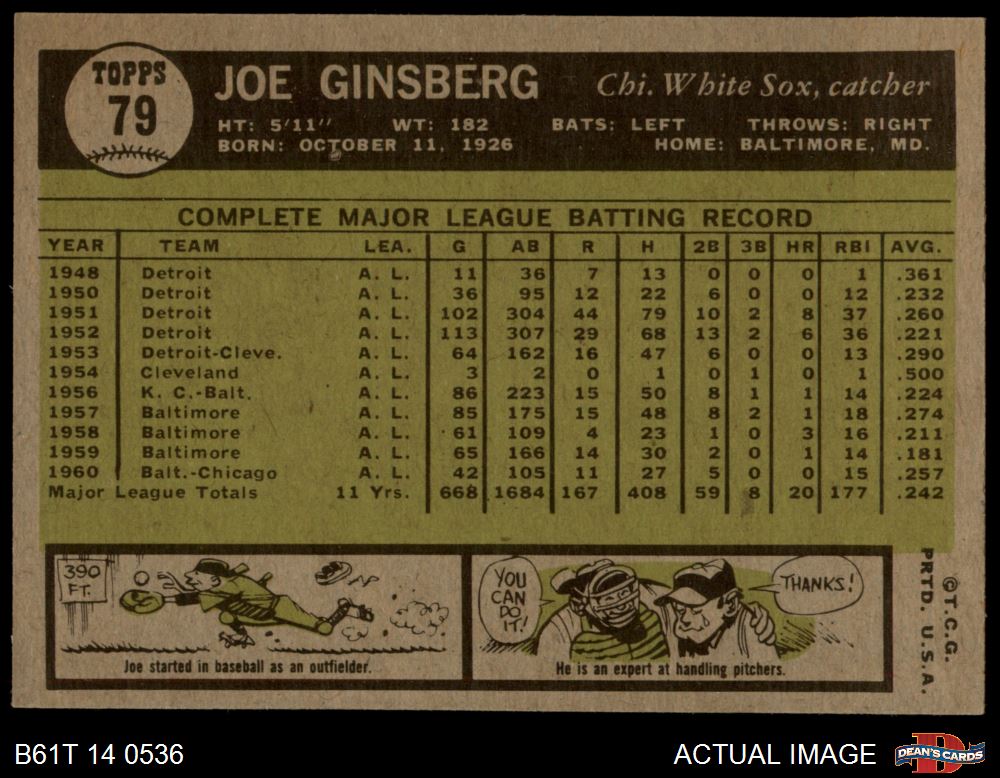 TOPPS
79
JOE GINSBERG
Chi. White Sox, catcher
HT: 5'11" WT: 182 BATS: LEFT THROWS: RIGHT
BORN: OCTOBER 11, 1926 HOME: BALTIMORE, MD.
COMPLETE MAJOR LEAGUE BATTING RECORD
YEAR TEAM LEA. G AB R H 2B 3B HR RBI AVG.
1948 Detroit A. L. 11 36 7 13 0 0 0 1 .361
1950 Detroit A. L. 36 95 12 22 6 0 0 12 .232
1951 Detroit A. L. 102 304 44 79 10 2 8 37 .260
1952 Detroit A. L. 113 307 29 68 13 2 6 36 .221
1953 Detroit-Cleve. A. L. 64 162 16 47 6 0 0 13 .290
1954 Cleveland A. L. 3 2 0 1 0 1 0 1 .500
1956 K. C.-Balt. A. L. 86 223 15 50 8 1 1 14 .224
1957 Baltimore A. L. 85 175 15 48 8 2 1 18 .274
1958 Baltimore A. L. 61 109 4 23 1 0 3 16 .211
1959 Baltimore A. L. 65 166 14 30 2 0 1 14 .181
1960 Balt.-Chicago A. L. 42 105 11 27 5 0 0 15 .257
Major League Totals 11 Yrs. 668 1684 167 408 59 8 20 177 .242
390
FT.
Joe started in baseball as an outfielder.
YOU
CAN
DO
IT!
THANKS!
He is an expert at handling pitchers.
©T.C.G.
PRTD. U.S.A.
B61T 14 0536
ACTUAL IMAGE
D
DEAN'S CARDS